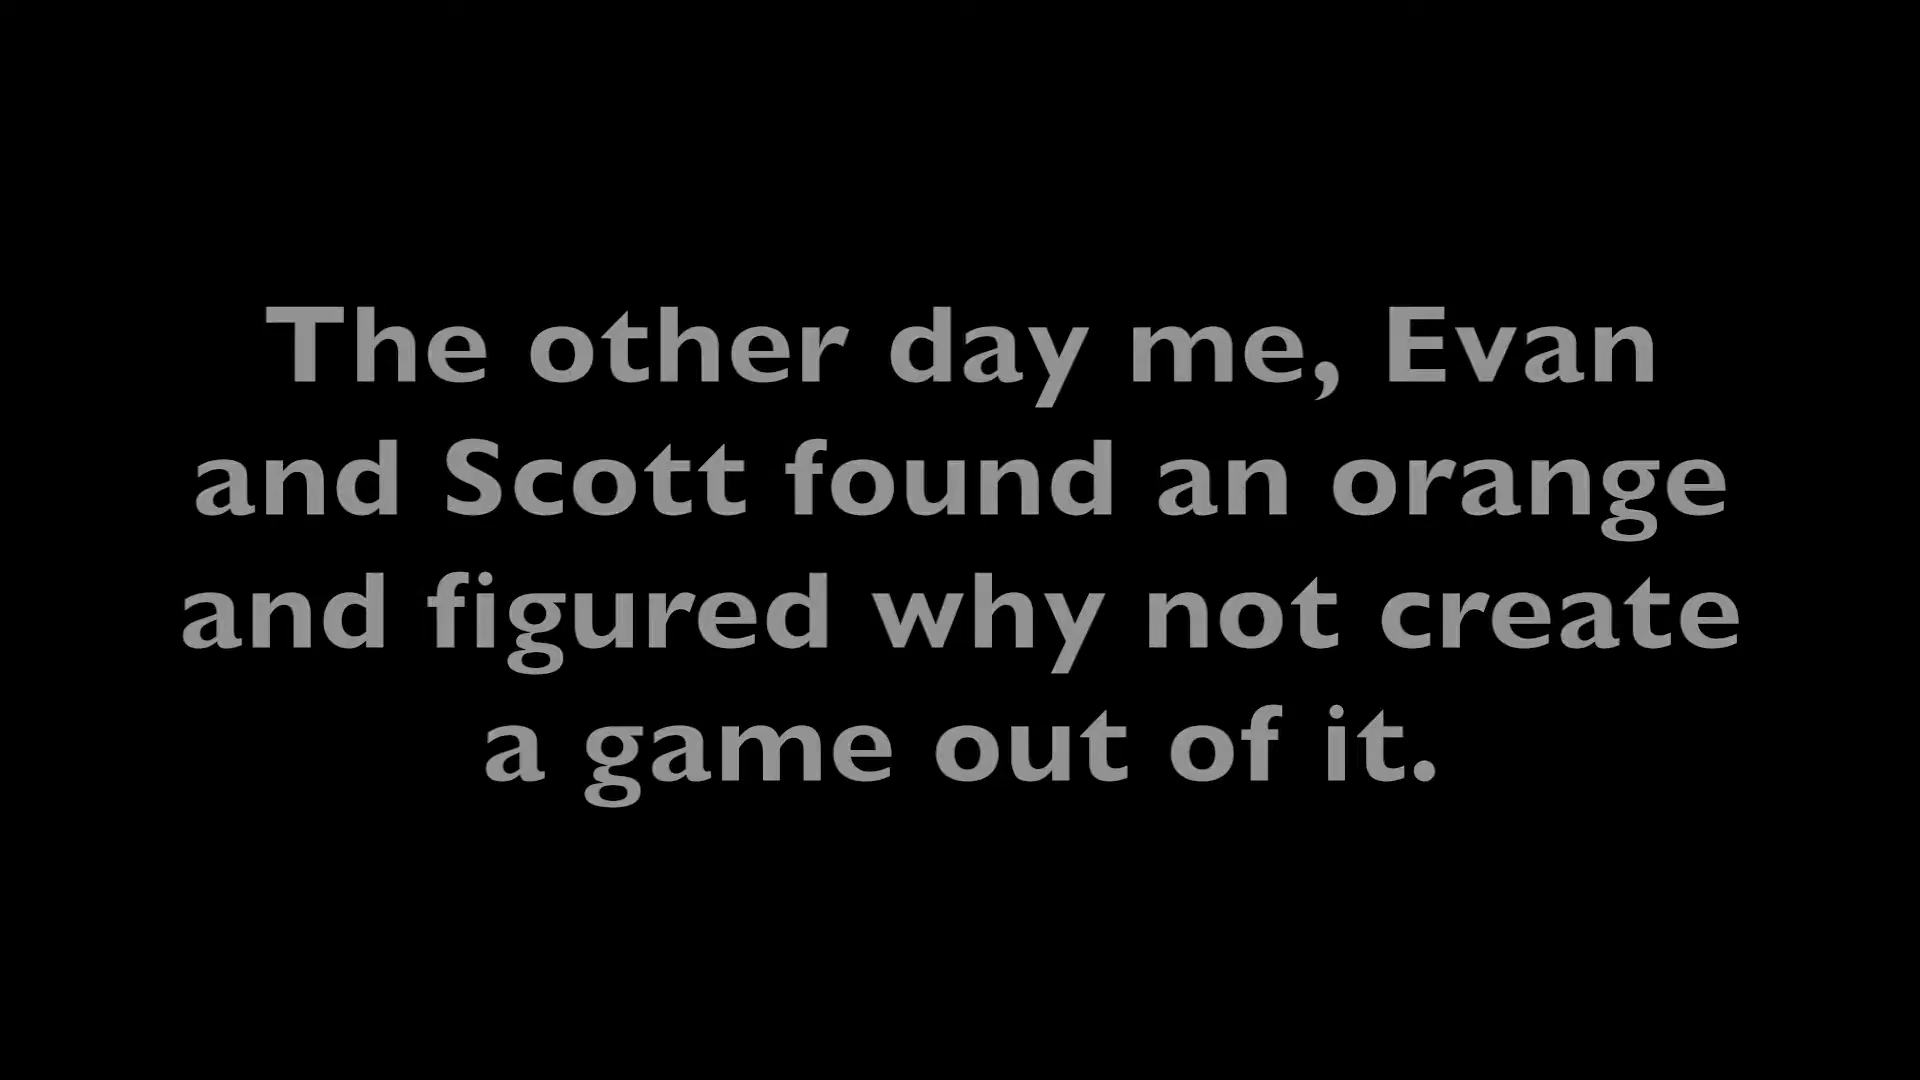 The other day me, Evan
and Scott found an orange
and figured why not create
a game out of it.